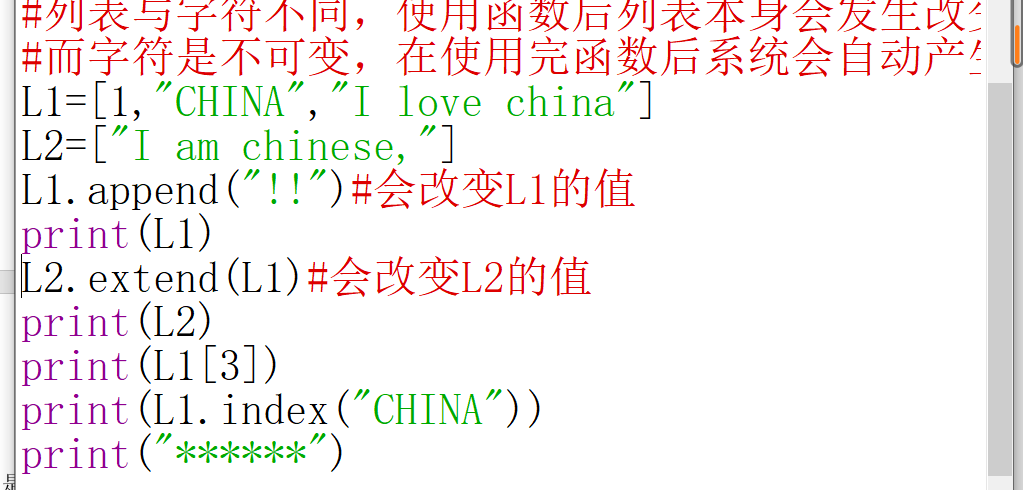 #列表与字符不同，使用函数后列表本身会发生改变
#而字符是不可变，在使用完函数后系统会自动产生
L1=[1,"CHINA","I love china"]
L2=["I am chinese,"]
L1.append("!!")#会改变L1的值
print(L1)
L2.extend(L1)#会改变L2的值
print(L2)
print(L1[3])
print(L1.index("CHINA"))
print("******")